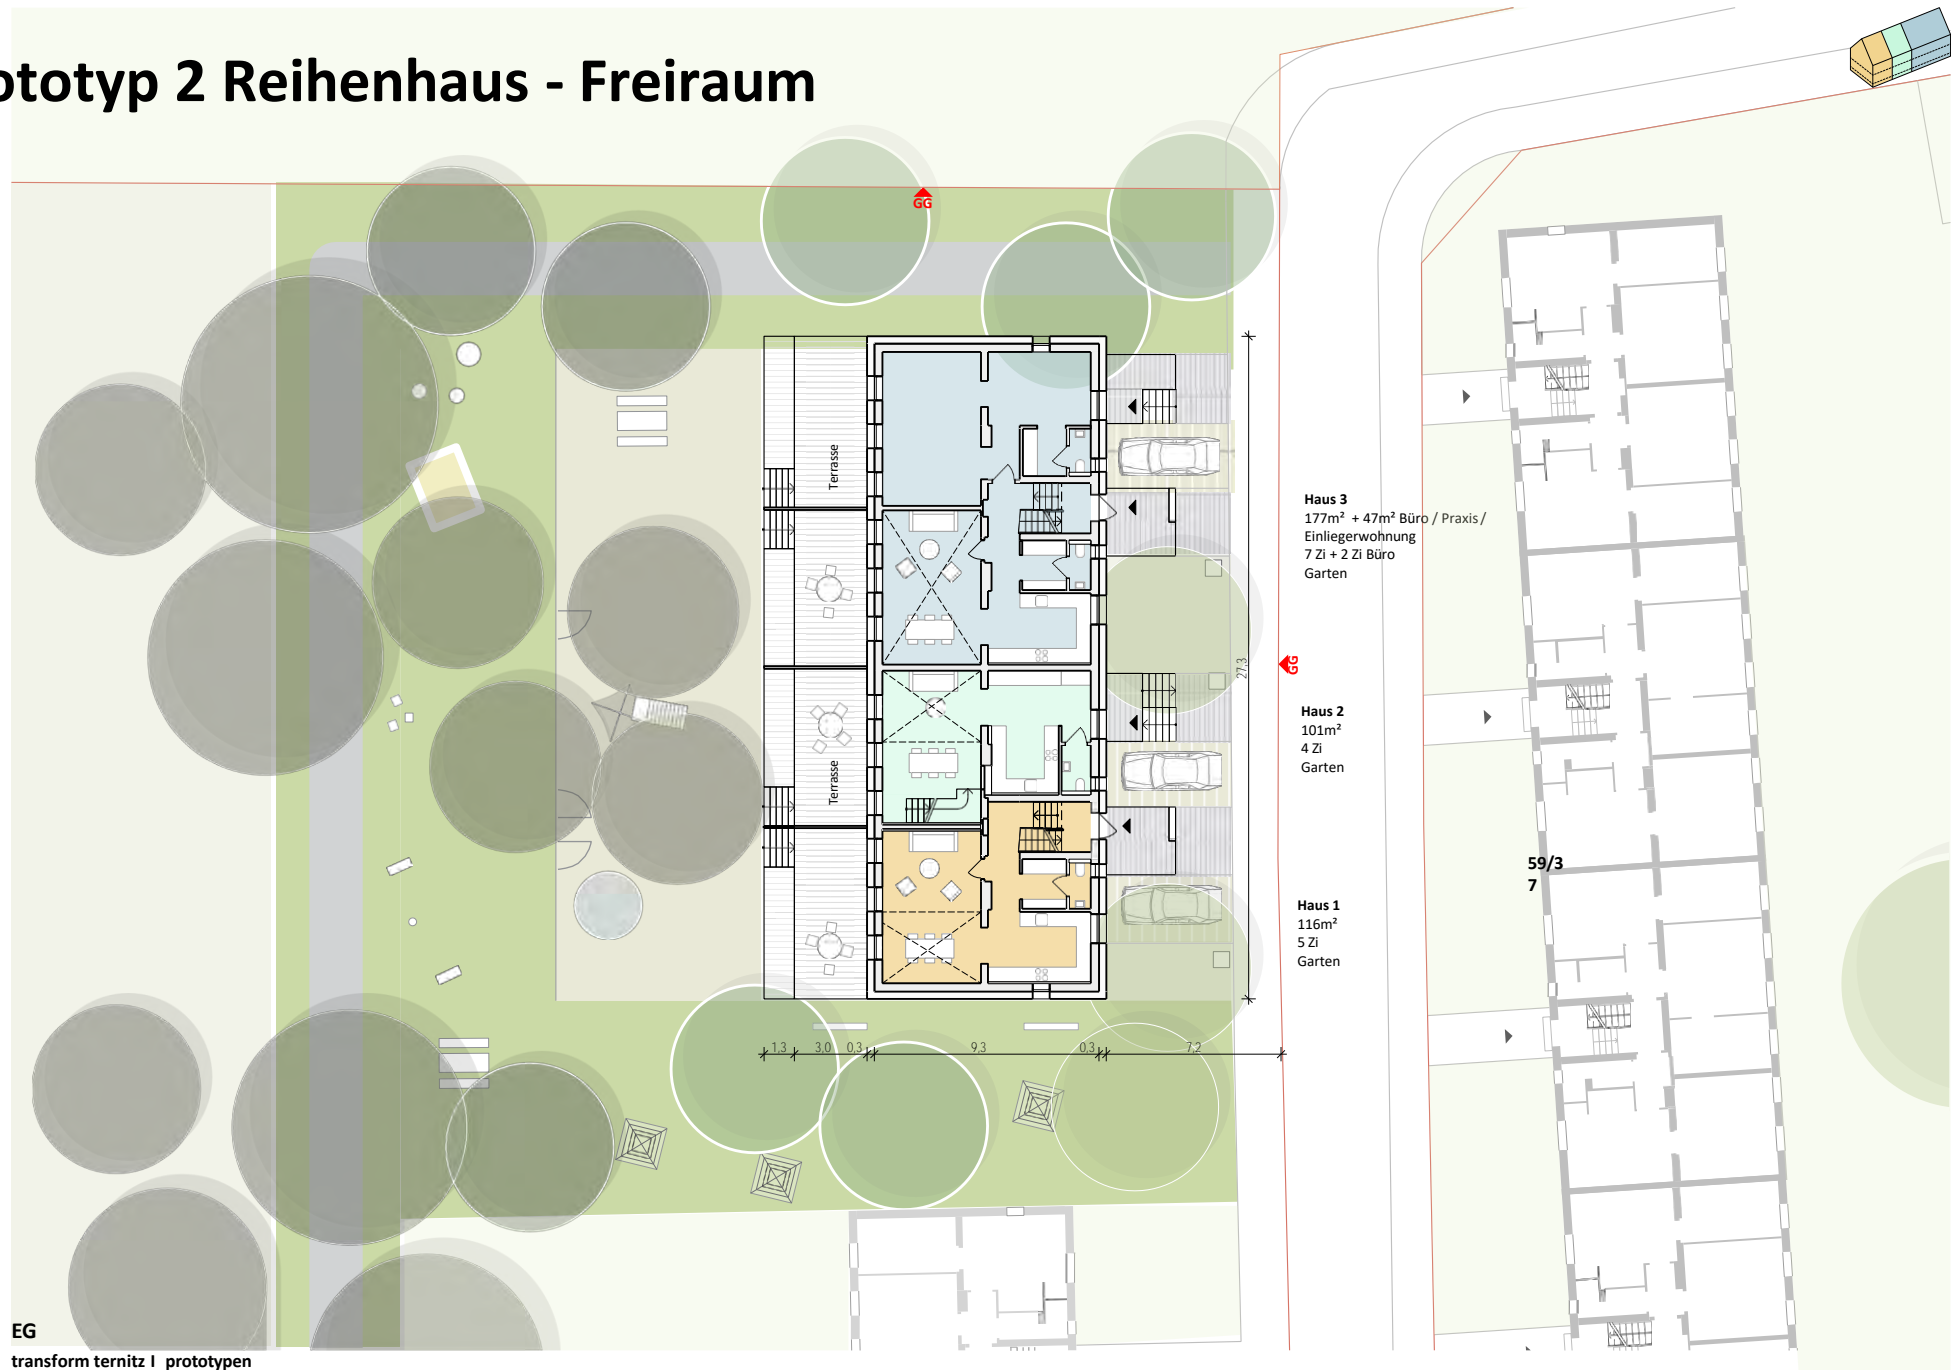 ototyp 2 Reihenhaus - Freiraum
GG
Terrasse
Haus 3
177m² + 47m² Büro / Praxis /
Einliegerwohnung
7 Zi + 2 Zi Büro
Garten
27,3
GG
Haus 2
101m²
4 Zi
Garten
Terrasse
59/3
7
Haus 1
116m²
5 Zi
Garten
1,3 3,0 0,3 9,3 0,3 7,2
EG
transform ternitz I prototypen